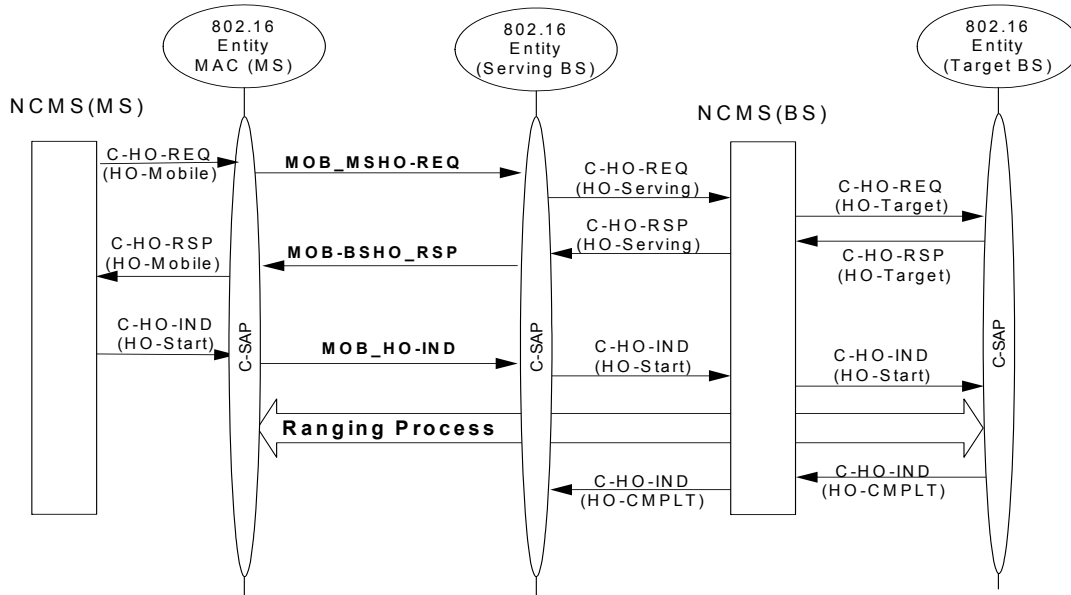 802.16
Entity
MAC (MS)
802.16
Entity
(Serving BS)
802.16
Entity
(Target BS)
NCMS(MS)
NCMS(BS)
C-HO-REQ
(HO-Mobile)
MOB_MSHO-REQ
C-HO-REQ
(HO-Serving)
C-HO-REQ
(HO-Target)
C-HO-RSP
(HO-Mobile)
MOB-BSHO_RSP
C-HO-RSP
(HO-Serving)
C-HO-RSP
(HO-Target)
C-HO-IND
(HO-Start)
C-SAP
MOB_HO-IND
C-SAP
C-HO-IND
(HO-Start)
C-HO-IND
(HO-Start)
C-SAP
Ranging Process
C-HO-IND
(HO-CMPLT)
C-HO-IND
(HO-CMPLT)